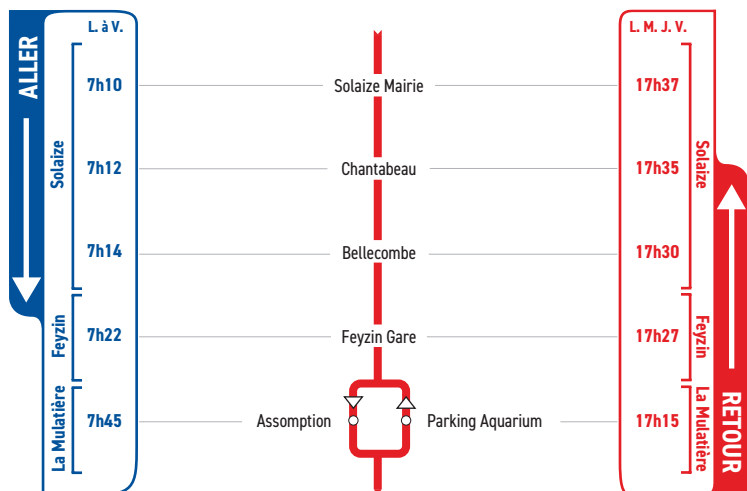 ALLER
L. à V.
L. M. J. V.
Solaize
7h10
Solaize Mairie
17h37
Solaize
7h12
Chantabeau
17h35
7h14
Bellecombe
17h30
Feyzin
7h22
Feyzin Gare
17h27
Feyzin
La Mulatière
7h45
Assomption
Parking Aquarium
17h15
La Mulatière
RETOUR